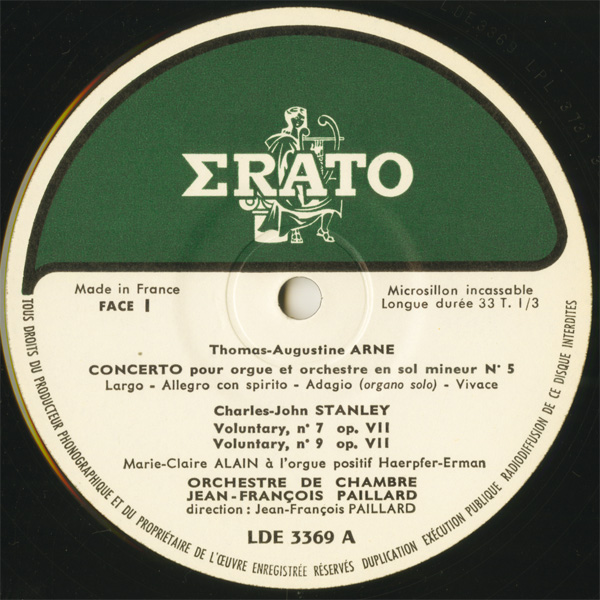 ΣRATO
Made in France
FACE I
Microsillon incassable
Longue durée 33 T. 1/3
Thomas-Augustine ARNE
CONCERTO pour orgue et orchestre en sol mineur N° 5
Largo - Allegro con spirito - Adagio (organo solo) - Vivace
Charles-John STANLEY
Voluntary, n° 7 op. VII
Voluntary, n° 9 op. VII
Marie-Claire ALAIN à l'orgue positif Haerpfer-Erman
ORCHESTRE DE CHAMBRE
JEAN-FRANÇOIS PAILLARD
direction : Jean-François PAILLARD
LDE 3369 A
TOUS DROITS DU PRODUCTEUR PHONOGRAPHIQUE ET DU PROPRIÉTAIRE DE L'ŒUVRE ENREGISTRÉE RÉSERVÉS DUPLICATION EXÉCUTION PUBLIQUE RADIODIFFUSION DE CE DISQUE INTERDITES